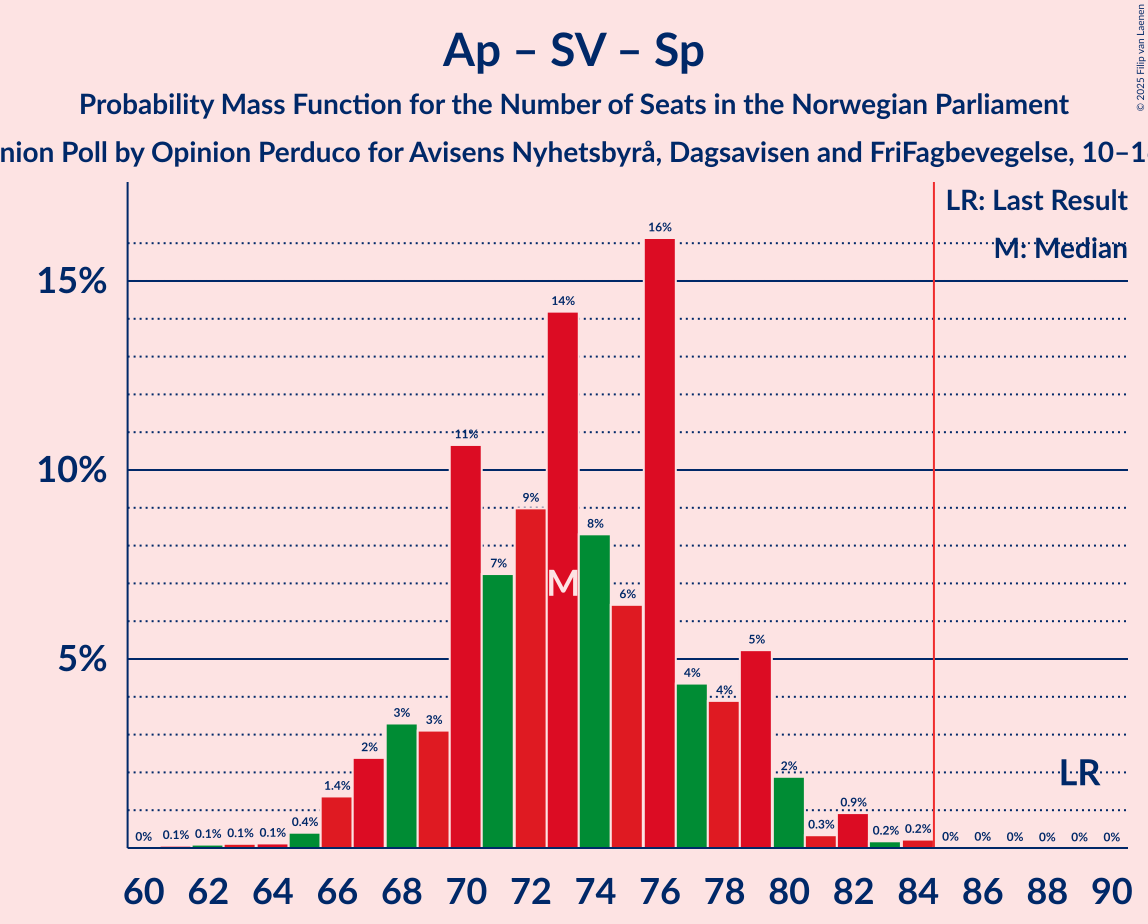 Ap – SV – Sp
Probability Mass Function for the Number of Seats in the Norwegian Parliament
nion Poll by Opinion Perduco for Avisens Nyhetsbyrå, Dagsavisen and FriFagbevegelse, 10–1
© 2025 Filip van Laenen
LR: Last Result
M: Median
15%
10%
5%
0% 0.1% 0.1% 0.1% 0.1% 0.4% 1.4% 2% 3% 3% 11% 7% 9% 14% 8% 6% 16% 4% 4% 5% 2% 0.3% 0.9% 0.2% 0.2% 0% 0% 0% 0% 0% 0%
M
LR
60 62 64 66 68 70 72 74 76 78 80 82 84 86 88 90